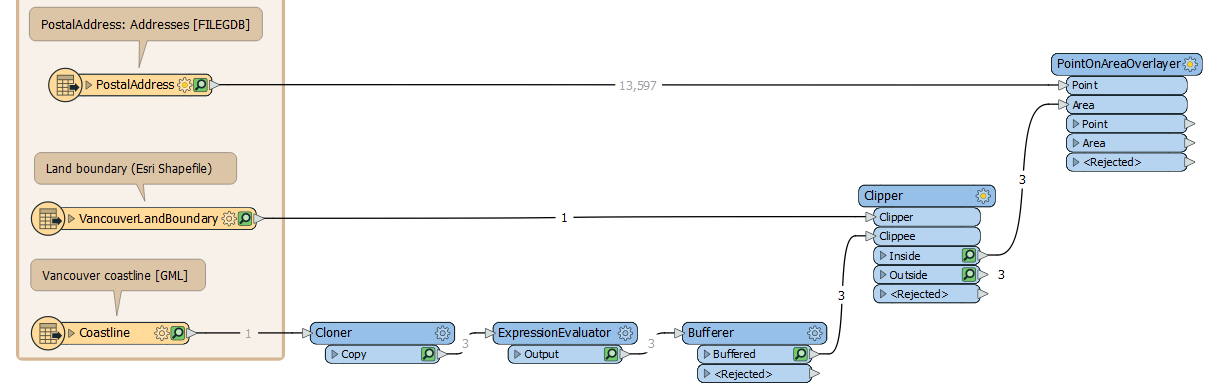 PostalAddress: Addresses [FILEGDB]
PostalAddress
13,597
PointOnAreaOverlayer
Point
Area
Point
Area
<Rejected>
Land boundary (Esri Shapefile)
VancouverLandBoundary
1
3
Clipper
Clipper
Clippee
Inside
Outside
3
<Rejected>
Vancouver coastline [GML]
Coastline
1
Cloner
Copy
3
ExpressionEvaluator
Output
3
Bufferer
Buffered
<Rejected>
3